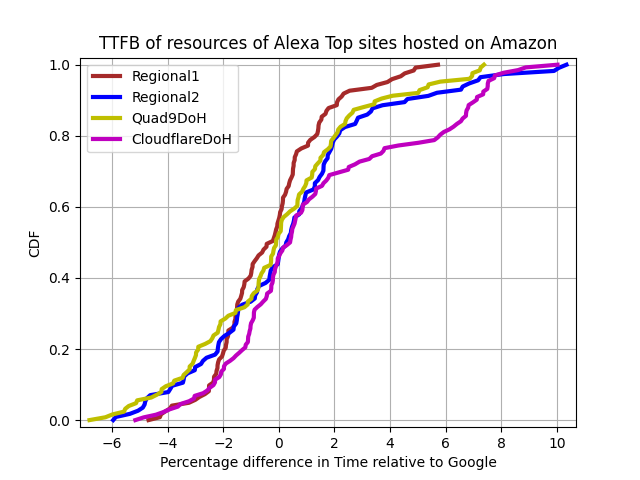 TTFB of resources of Alexa Top sites hosted on Amazon
1.0
0.8
0.6
0.4
0.2
0.0
CDF
Regional1
Regional2
Quad9DoH
CloudflareDoH
−6 −4 −2 0 2 4 6 8 10
Percentage difference in Time relative to Google